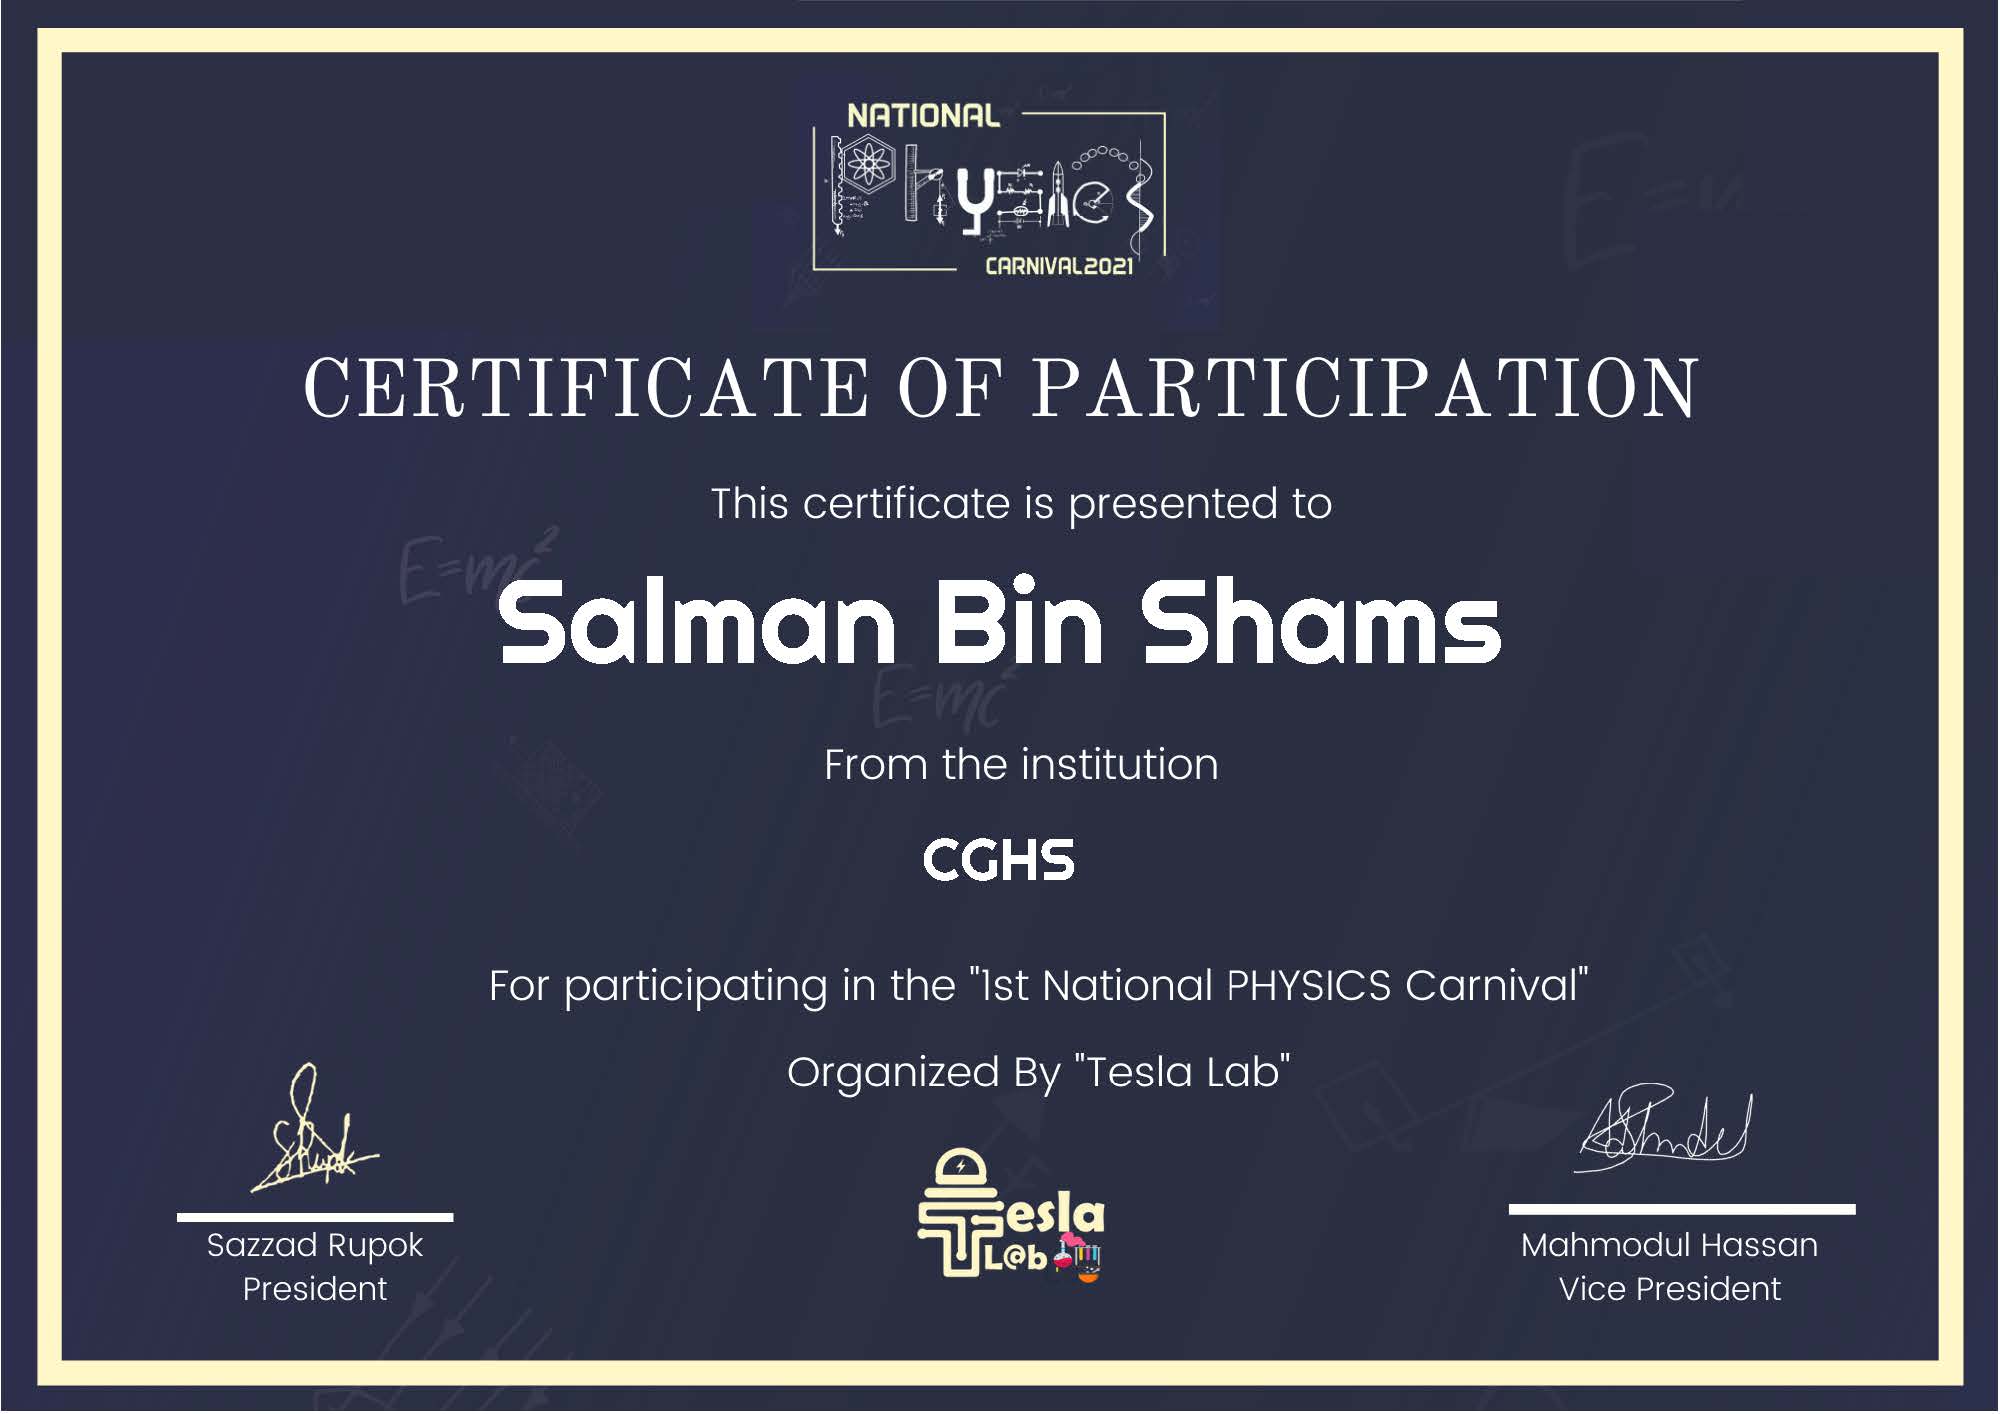 NATIONAL
Physics
CARNIVAL2021
CERTIFICATE OF PARTICIPATION
This certificate is presented to
E=mc²
Salman Bin Shams
E=mc²
From the institution
CGHS
For participating in the "1st National PHYSICS Carnival"
Organized By "Tesla Lab"
Tesla
L@b
Sazzad Rupok
President
Mahmodul Hassan
Vice President